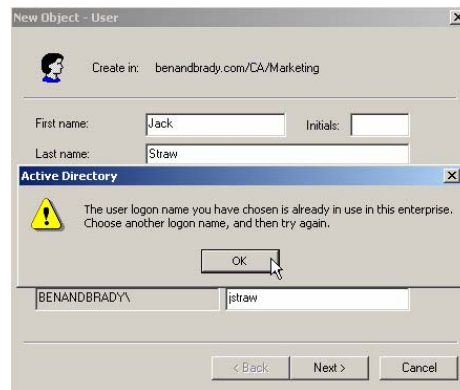 New Object - User
Create in: benandbrady.com/CA/Marketing
First name: Jack Initials:
Last name: Straw
Active Directory
The user logon name you have chosen is already in use in this enterprise.
Choose another logon name, and then try again.
OK
BENANDBRADY\ jstraw
< Back Next > Cancel